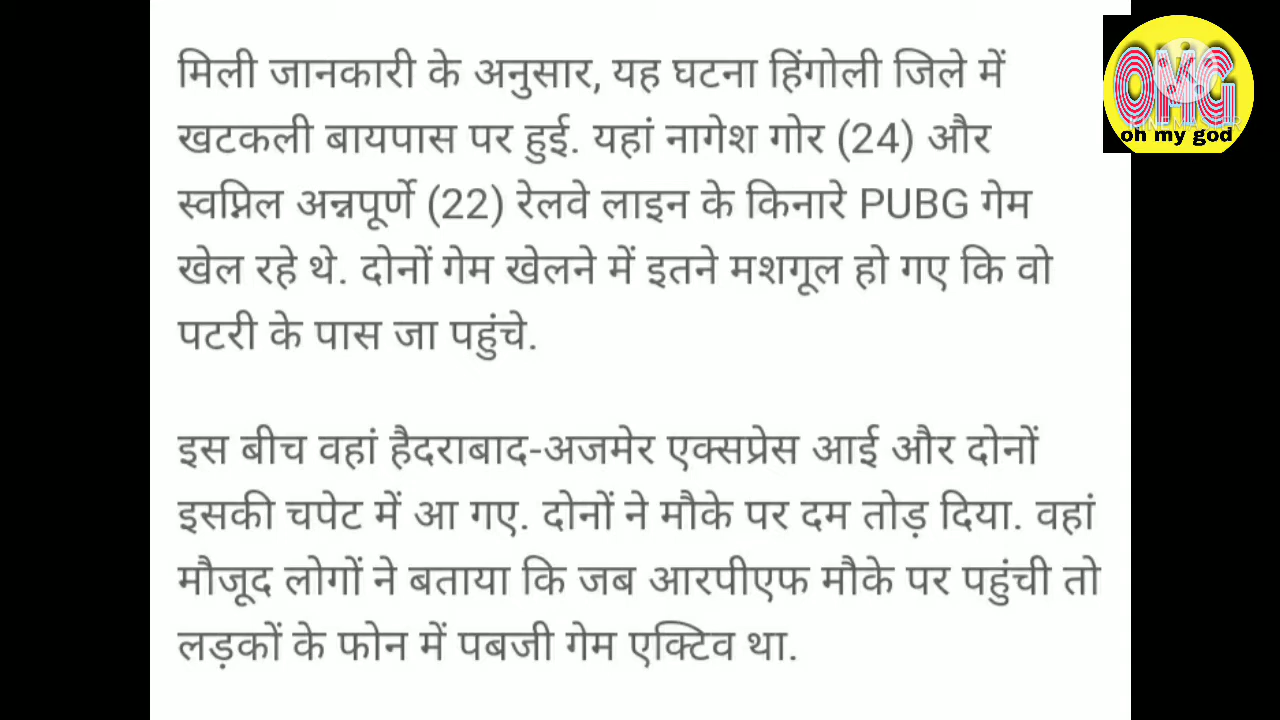 मिली जानकारी के अनुसार, यह घटना हिंगोली जिले में
खटकली बायपास पर हुई. यहां नागेश गोर (24) और
स्वप्निल अन्नपूर्णे (22) रेलवे लाइन के किनारे PUBG गेम
खेल रहे थे. दोनों गेम खेलने में इतने मशगूल हो गए कि वो
पटरी के पास जा पहुंचे.
इस बीच वहां हैदराबाद-अजमेर एक्सप्रेस आई और दोनों
इसकी चपेट में आ गए. दोनों ने मौके पर दम तोड़ दिया. वहां
मौजूद लोगों ने बताया कि जब आरपीएफ मौके पर पहुंची तो
लड़कों के फोन में पबजी गेम एक्टिव था.
OMG
oh my god